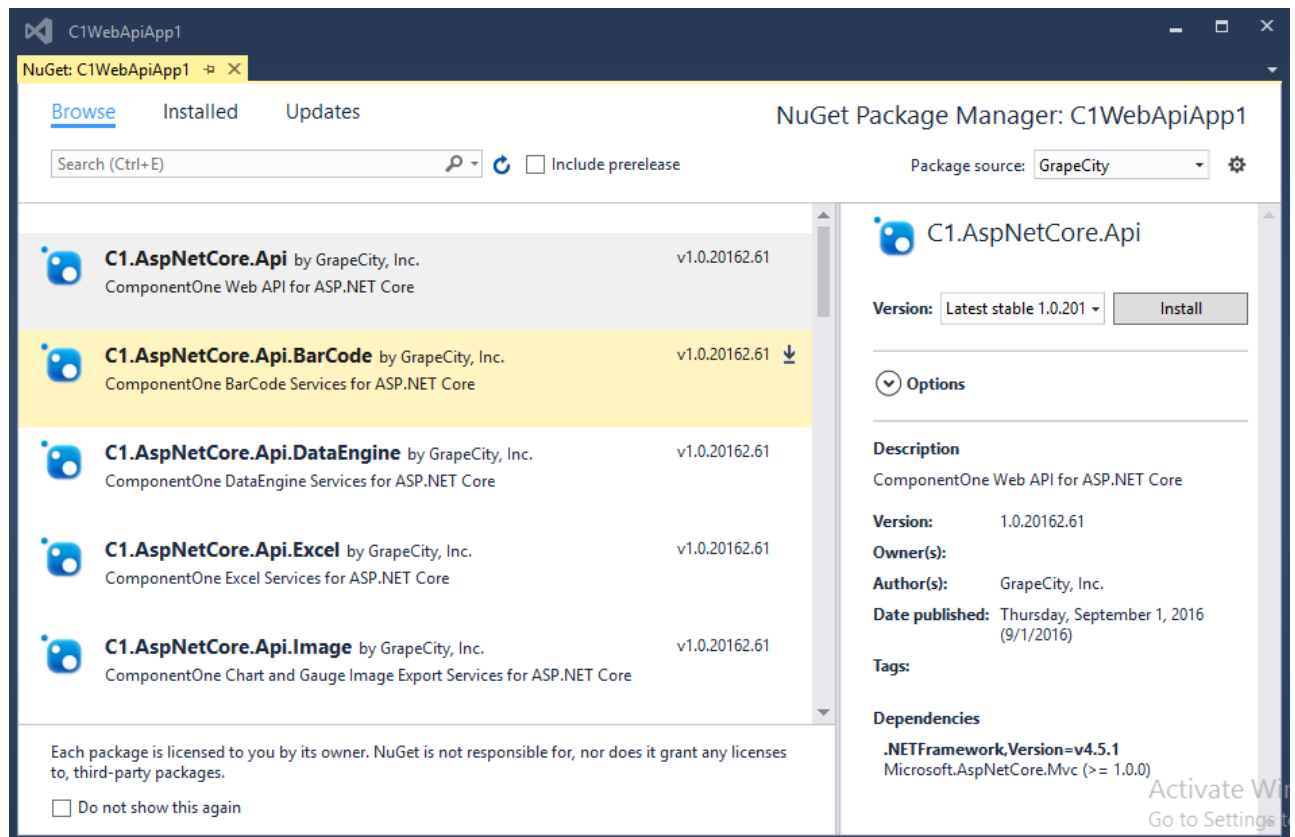 C1WebApiApp1
NuGet: C1WebApiApp1
Browse Installed Updates
NuGet Package Manager: C1WebApiApp1
Search (Ctrl+E)
Include prerelease
Package source: GrapeCity
C1.AspNetCore.Api by GrapeCity, Inc. v1.0.20162.61
ComponentOne Web API for ASP.NET Core
C1.AspNetCore.Api.BarCode by GrapeCity, Inc. v1.0.20162.61
ComponentOne BarCode Services for ASP.NET Core
C1.AspNetCore.Api.DataEngine by GrapeCity, Inc. v1.0.20162.61
ComponentOne DataEngine Services for ASP.NET Core
C1.AspNetCore.Api.Excel by GrapeCity, Inc. v1.0.20162.61
ComponentOne Excel Services for ASP.NET Core
C1.AspNetCore.Api.Image by GrapeCity, Inc. v1.0.20162.61
ComponentOne Chart and Gauge Image Export Services for ASP.NET Core
Each package is licensed to you by its owner. NuGet is not responsible for, nor does it grant any licenses
to, third-party packages.
Do not show this again
C1.AspNetCore.Api
Version: Latest stable 1.0.201 Install
Options
Description
ComponentOne Web API for ASP.NET Core
Version: 1.0.20162.61
Owner(s):
Author(s): GrapeCity, Inc.
Date published: Thursday, September 1, 2016
(9/1/2016)
Tags:
Dependencies
.NETFramework,Version=v4.5.1
Microsoft.AspNetCore.Mvc (>= 1.0.0)
Activate Win
Go to Settings to